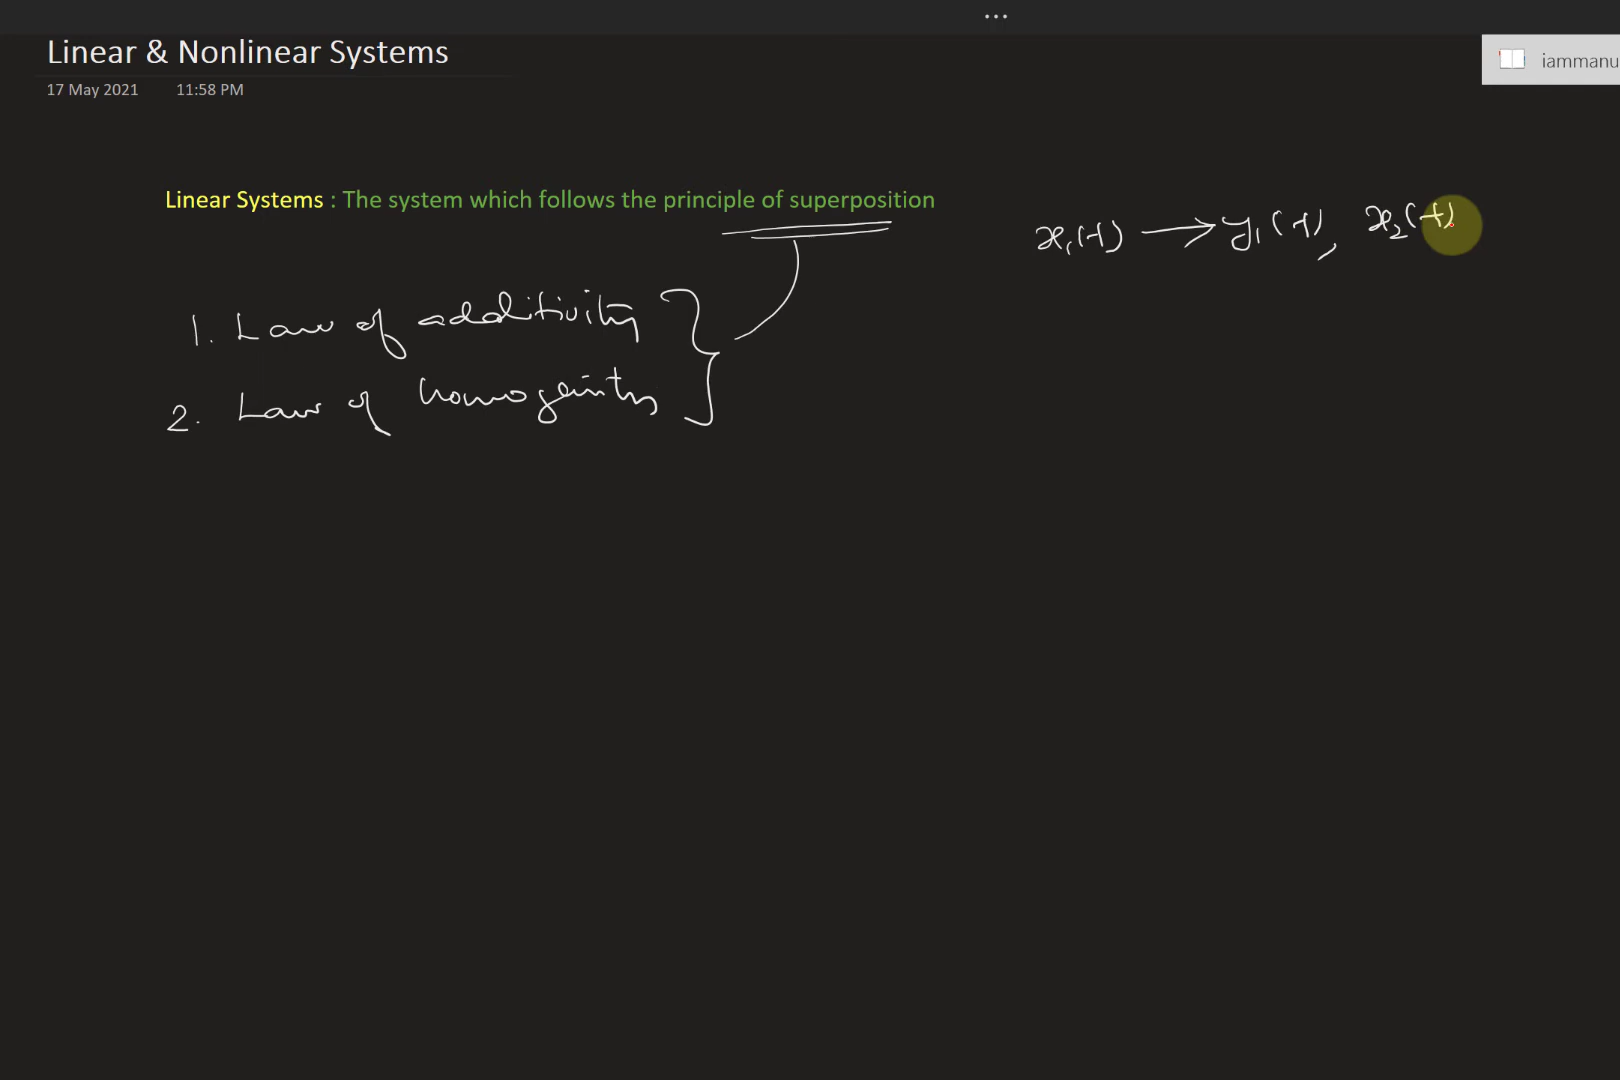 ...
Linear & Nonlinear Systems
iammanu
17 May 2021 11:58 PM
Linear Systems : The system which follows the principle of superposition
x₁(t) → y₁(t), x₂(t)
1. Law of additivity
2. Law of homogeinity